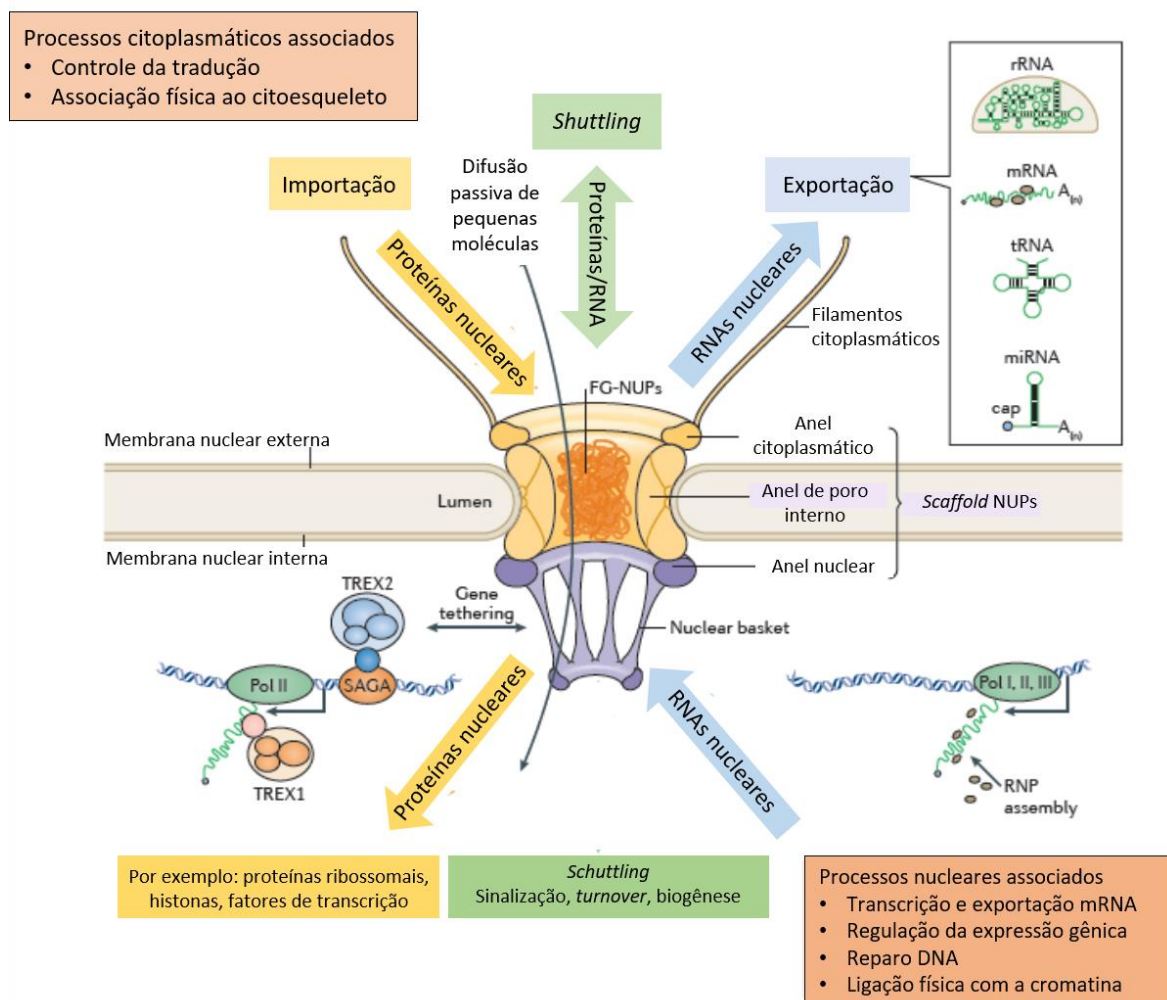 Processos citoplasmáticos associados
• Controle da tradução
• Associação física ao citoesqueleto
Shuttling
Importação
Difusão
passiva de
pequenas
moléculas
Exportação
rRNA
mRNA
A(n)
tRNA
miRNA
cap
A(n)
Proteínas nucleares
Proteínas/RNA
RNAs nucleares
Filamentos
citoplasmáticos
FG-NUPs
Membrana nuclear externa
Lumen
Membrana nuclear interna
Anel
citoplasmático
Anel de poro
interno
Scaffold NUPs
Anel nuclear
TREX2
Gene
tethering
Nuclear basket
Pol II
SAGA
TREX1
Pol I, II, III
RNP
assembly
Proteínas nucleares
RNAs nucleares
Por exemplo: proteínas ribossomais,
histonas, fatores de transcrição
Schuttling
Sinalização, turnover, biogênese
Processos nucleares associados
• Transcrição e exportação mRNA
• Regulação da expressão gênica
• Reparo DNA
• Ligação física com a cromatina